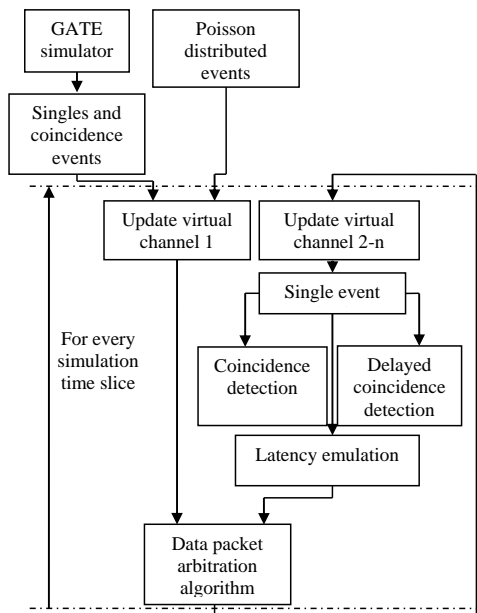 GATE
simulator
Poisson
distributed
events
Singles and
coincidence
events
Update virtual
channel 1
Update virtual
channel 2-n
Single event
For every
simulation
time slice
Coincidence
detection
Delayed
coincidence
detection
Latency emulation
Data packet
arbitration
algorithm